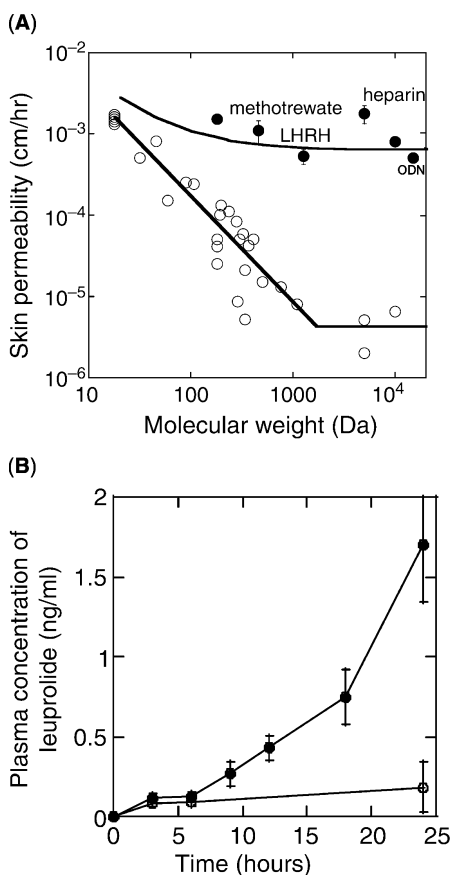 (A)
Skin permeability (cm/hr)
10−2
10−3
10−4
10−5
10−6
methotrewate
heparin
LHRH
ODN
10
100
1000
104
Molecular weight (Da)
(B)
Plasma concentration of
leuprolide (ng/ml)
2
1.5
1
0.5
0
0
5
10
15
20
25
Time (hours)